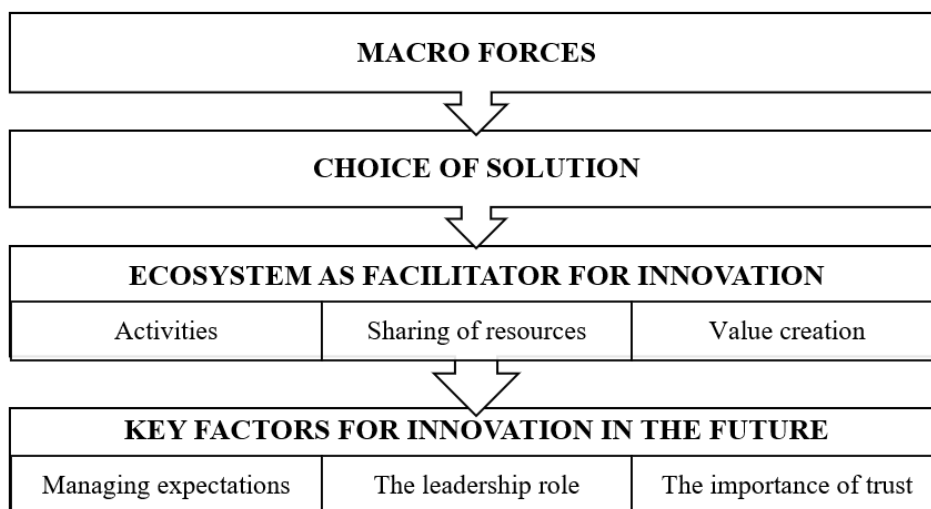 MACRO FORCES
CHOICE OF SOLUTION
ECOSYSTEM AS FACILITATOR FOR INNOVATION
Activities Sharing of resources Value creation
KEY FACTORS FOR INNOVATION IN THE FUTURE
Managing expectations The leadership role The importance of trust